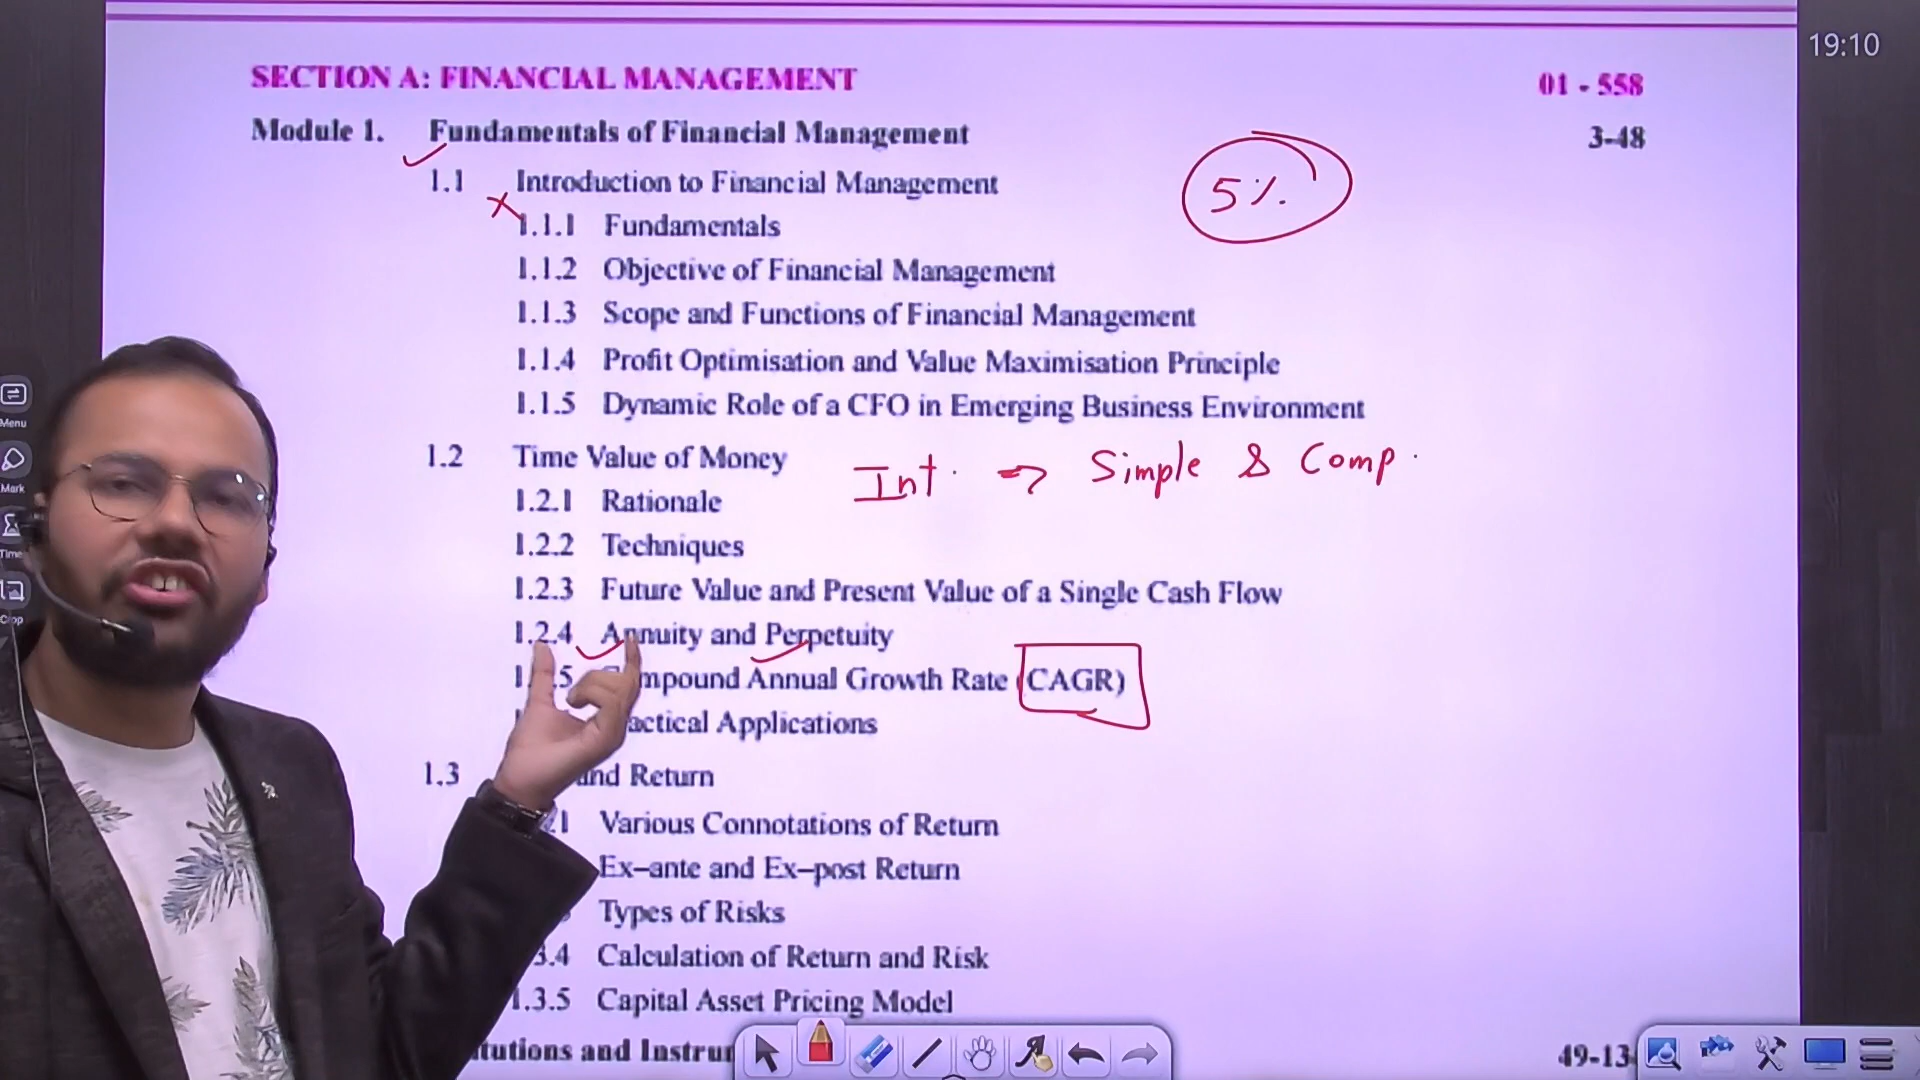 19:10
SECTION A: FINANCIAL MANAGEMENT 01 - 558
Module 1. Fundamentals of Financial Management 3-48
1.1 Introduction to Financial Management
5%
1.1.1 Fundamentals
1.1.2 Objective of Financial Management
1.1.3 Scope and Functions of Financial Management
1.1.4 Profit Optimisation and Value Maximisation Principle
1.1.5 Dynamic Role of a CFO in Emerging Business Environment
1.2 Time Value of Money
Int. → Simple & Comp.
1.2.1 Rationale
1.2.2 Techniques
1.2.3 Future Value and Present Value of a Single Cash Flow
1.2.4 Annuity and Perpetuity
Annual Growth Rate (CAGR)
Applications
1.3 and Return
Various Connotations of Return
Ex–ante and Ex–post Return
Types of Risks
3.4 Calculation of Return and Risk
1.3.5 Capital Asset Pricing Model
and 49-13
Menu
Mark
Time
Crop